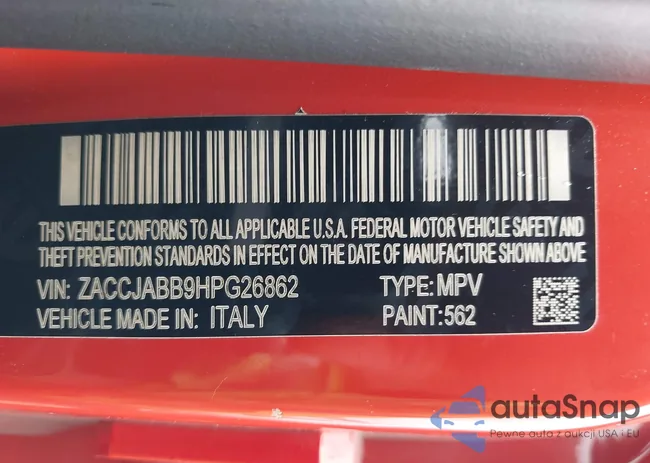 THIS VEHICLE CONFORMS TO ALL APPLICABLE U.S.A. FEDERAL MOTOR VEHICLE SAFETY AND
THEFT PREVENTION STANDARDS IN EFFECT ON THE DATE OF MANUFACTURE SHOWN ABOVE
VIN: ZACCJABB9HPG26862 TYPE: MPV
VEHICLE MADE IN: ITALY PAINT:562
autaSnap
Pewne auta z aukcji USA i EU